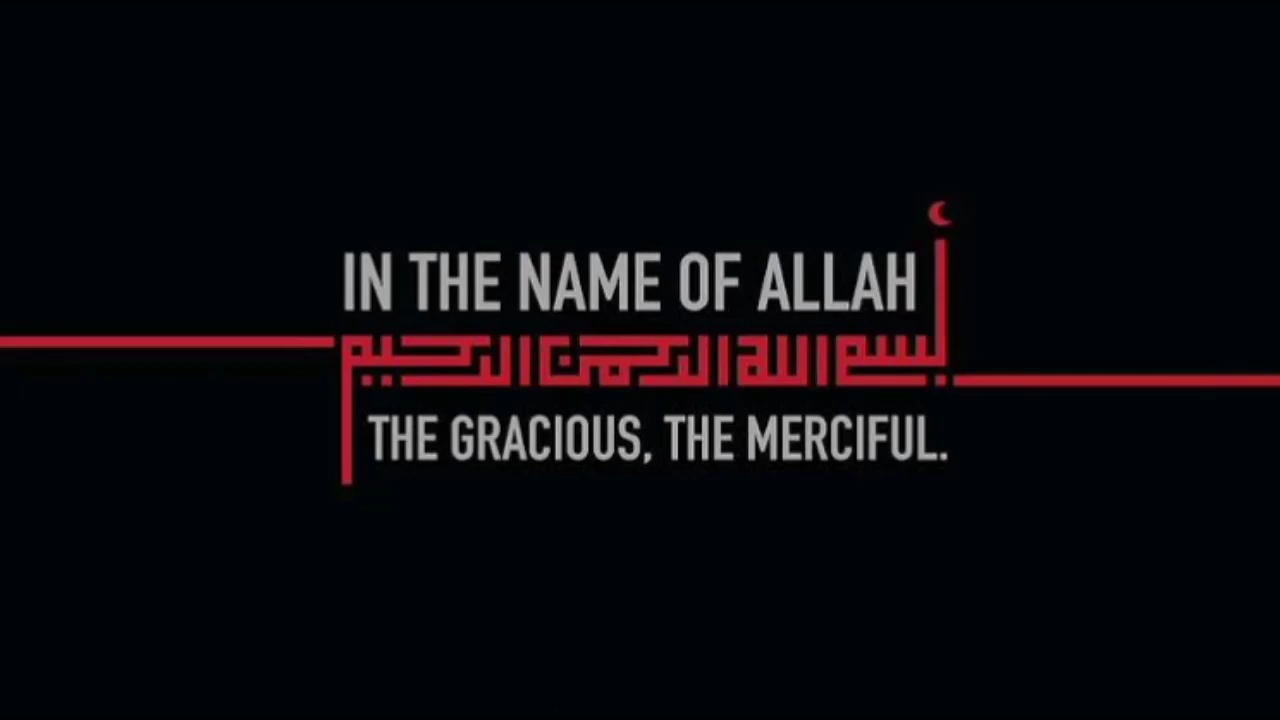 IN THE NAME OF ALLAH
بسم الله الرحمن الرحيم
THE GRACIOUS, THE MERCIFUL.